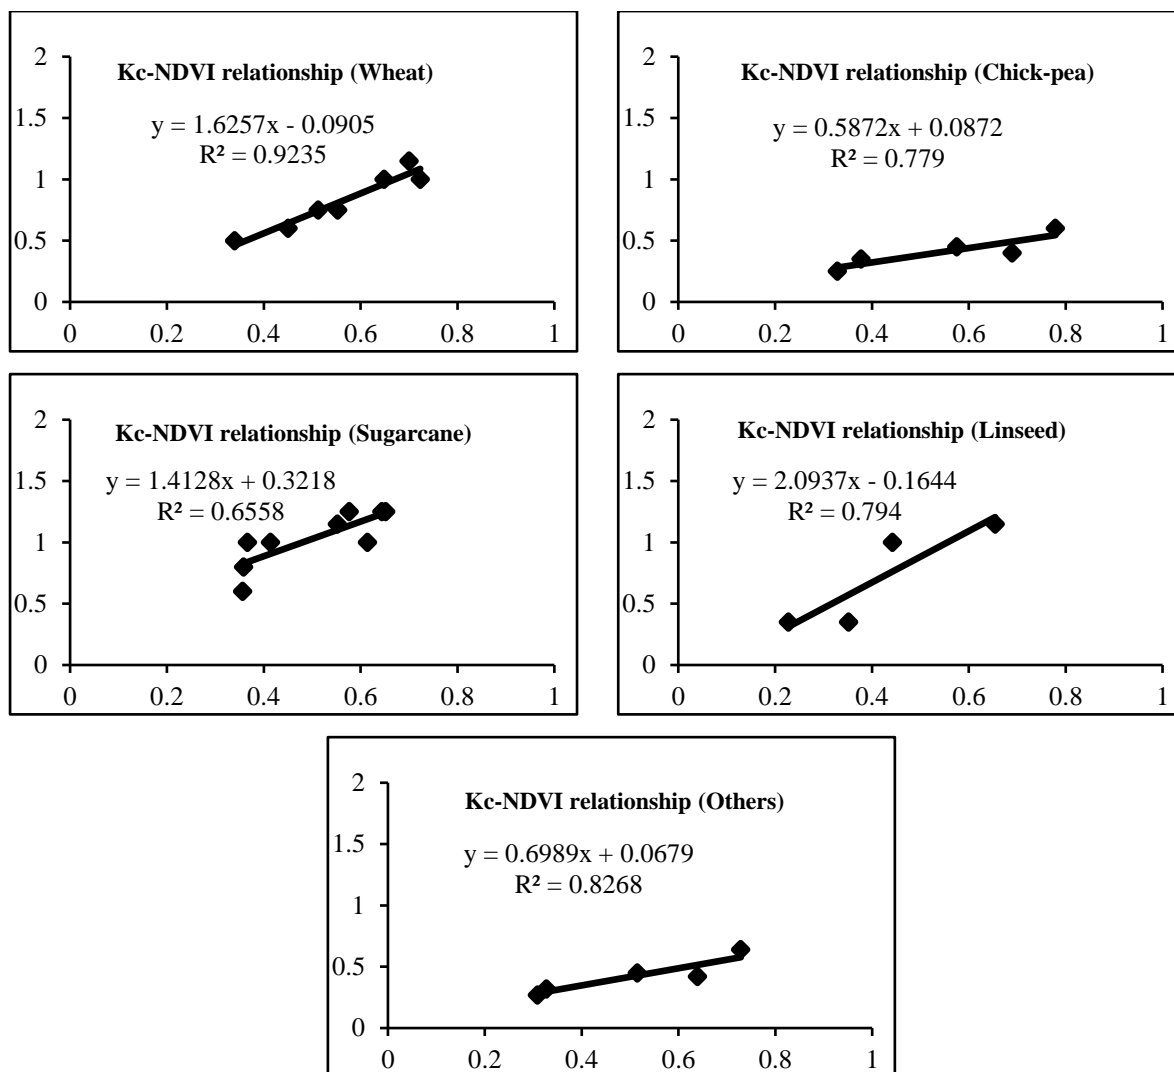 Kc-NDVI relationship (Wheat)
y = 1.6257x - 0.0905
R² = 0.9235
2
1.5
1
0.5
0
0 0.2 0.4 0.6 0.8 1
Kc-NDVI relationship (Chick-pea)
y = 0.5872x + 0.0872
R² = 0.779
2
1.5
1
0.5
0
0 0.2 0.4 0.6 0.8 1
Kc-NDVI relationship (Sugarcane)
y = 1.4128x + 0.3218
R² = 0.6558
2
1.5
1
0.5
0
0 0.2 0.4 0.6 0.8 1
Kc-NDVI relationship (Linseed)
y = 2.0937x - 0.1644
R² = 0.794
2
1.5
1
0.5
0
0 0.2 0.4 0.6 0.8 1
Kc-NDVI relationship (Others)
y = 0.6989x + 0.0679
R² = 0.8268
2
1.5
1
0.5
0
0 0.2 0.4 0.6 0.8 1